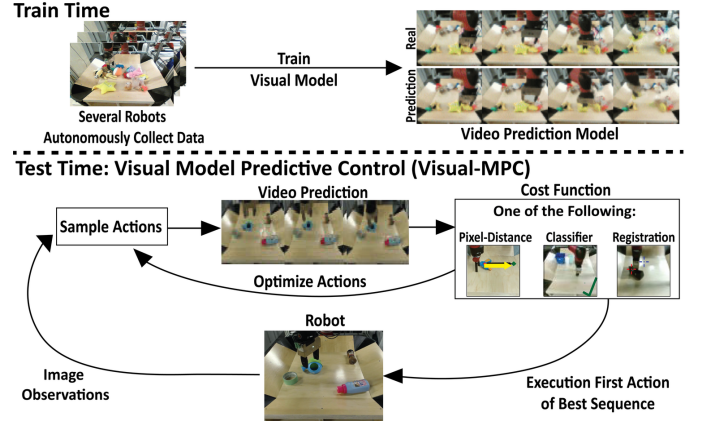 Train Time
Real
Prediction
Train
Visual Model
Several Robots
Autonomously Collect Data
Video Prediction Model
Test Time: Visual Model Predictive Control (Visual-MPC)
Video Prediction
Cost Function
Sample Actions
One of the Following:
Pixel-Distance
Classifier
Registration
Optimize Actions
Robot
Image
Observations
Execution First Action
of Best Sequence